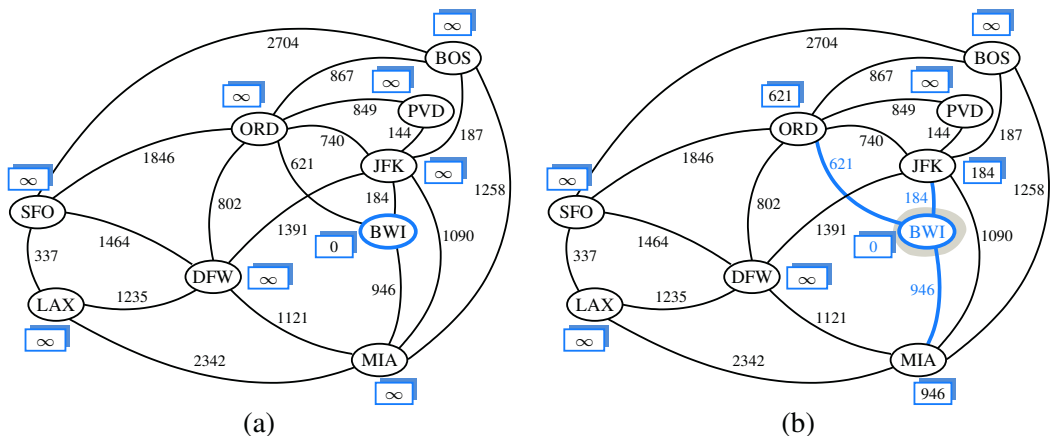 ∞
2704
BOS
∞
867
∞
849
PVD
ORD
740
144
187
1846
621
JFK
∞
∞
184
1258
SFO
802
1391
BWI
0
1090
1464
337
DFW
∞
946
LAX
1235
∞
1121
2342
MIA
∞
(a)
∞
2704
BOS
867
∞
621
849
PVD
ORD
740
144
187
1846
621
JFK
184
∞
184
1258
SFO
802
1391
BWI
0
1090
1464
337
DFW
∞
946
LAX
1235
∞
1121
2342
MIA
946
(b)